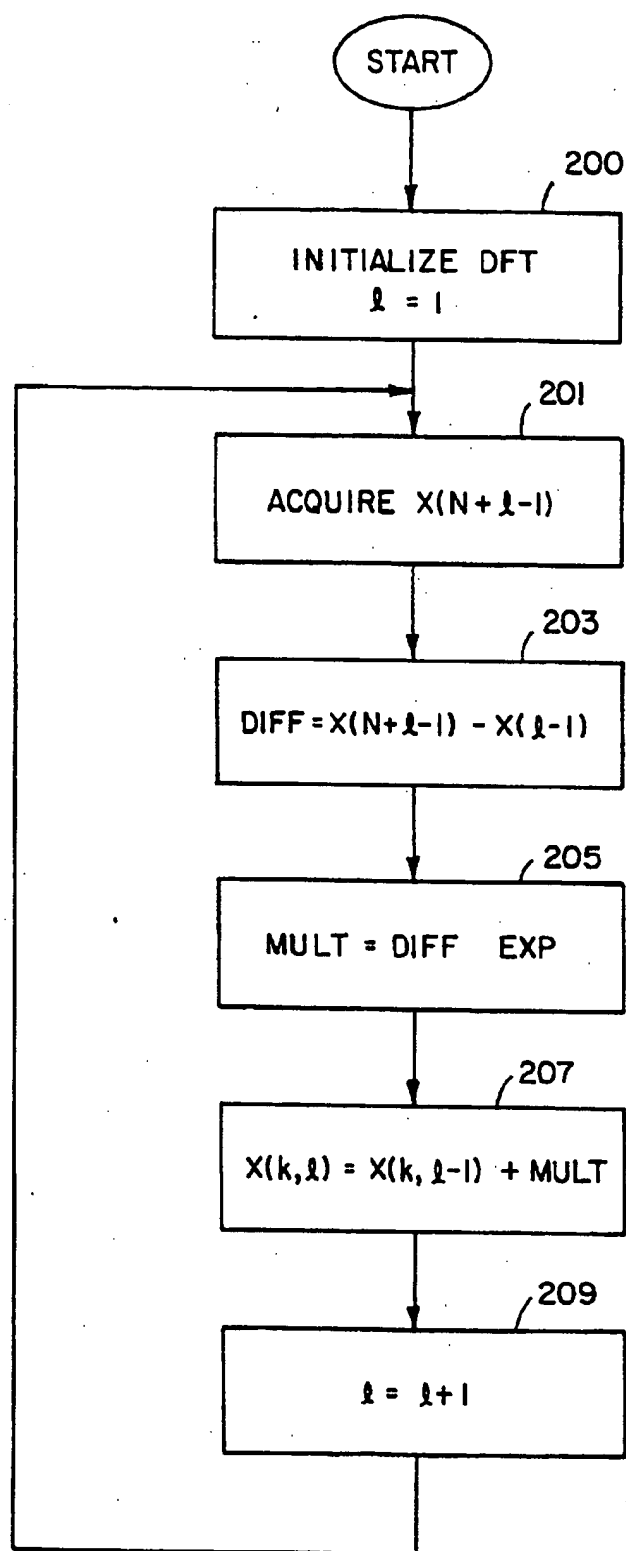 START
200
INITIALIZE DFT
ℓ = 1
201
ACQUIRE X(N+ℓ-1)
203
DIFF=X(N+ℓ-1) - X(ℓ-1)
205
MULT = DIFF EXP
207
X(k,ℓ) = X(k,ℓ-1) + MULT
209
ℓ = ℓ+1